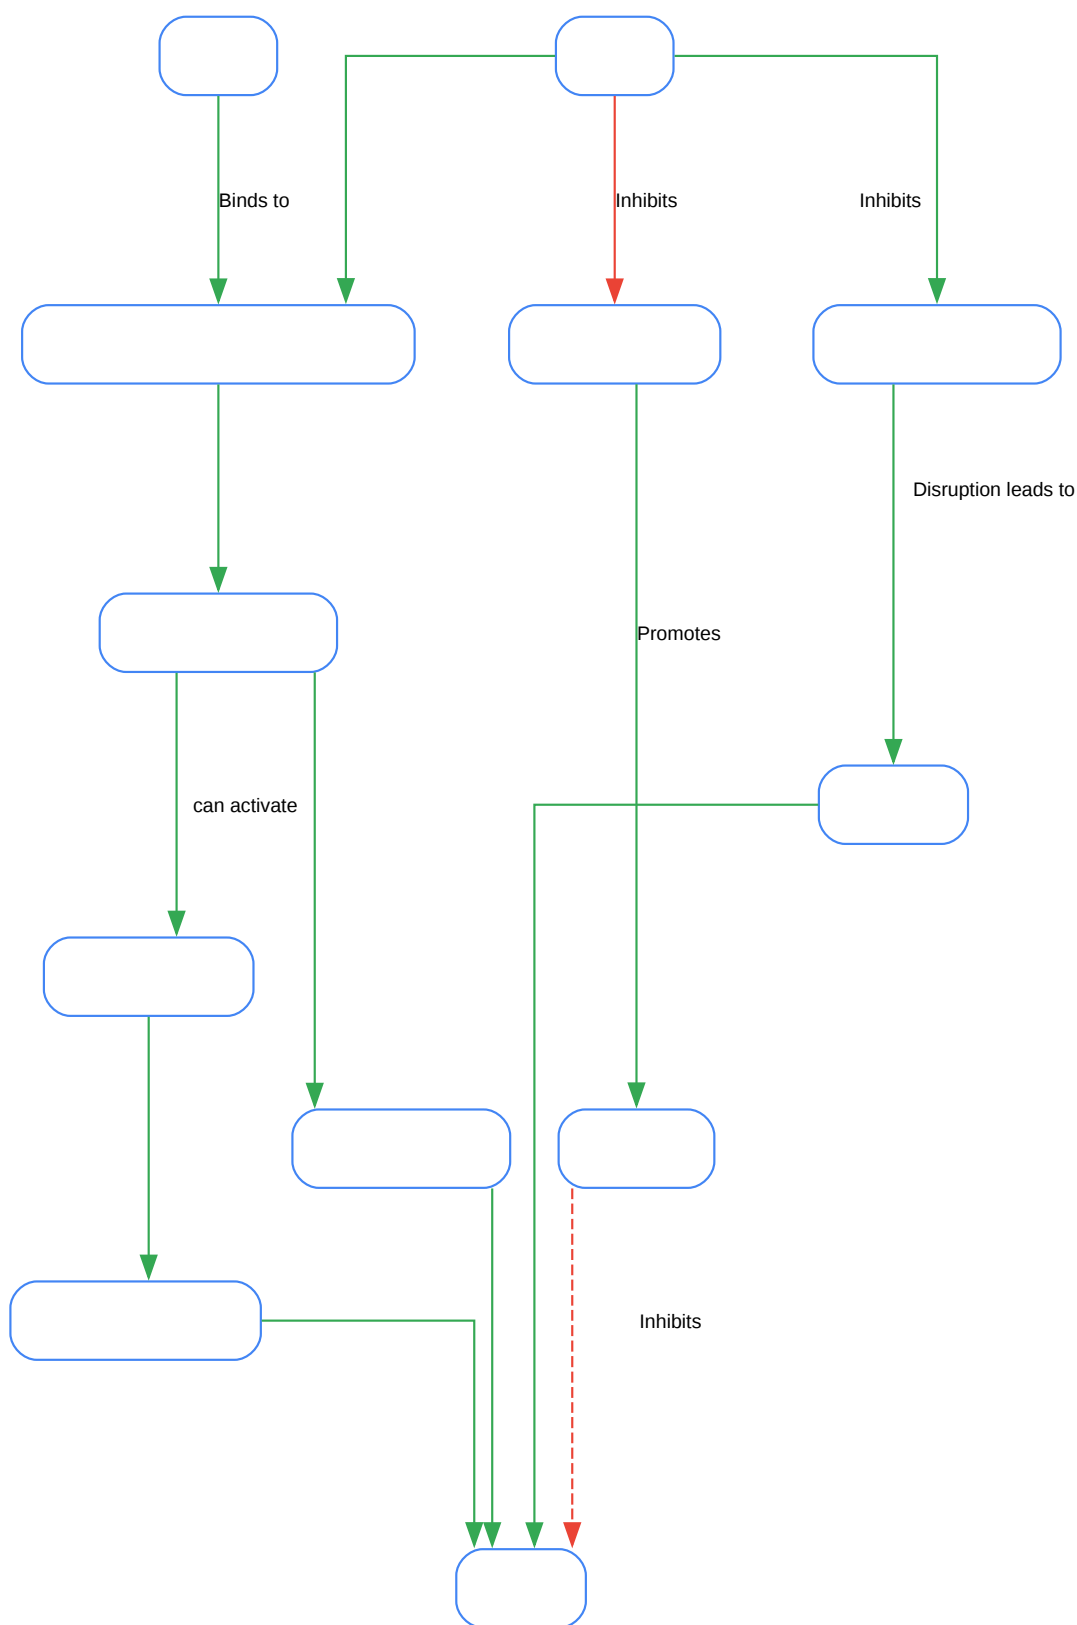 Binds to
Inhibits
Inhibits
Disruption leads to
Promotes
can activate
Inhibits